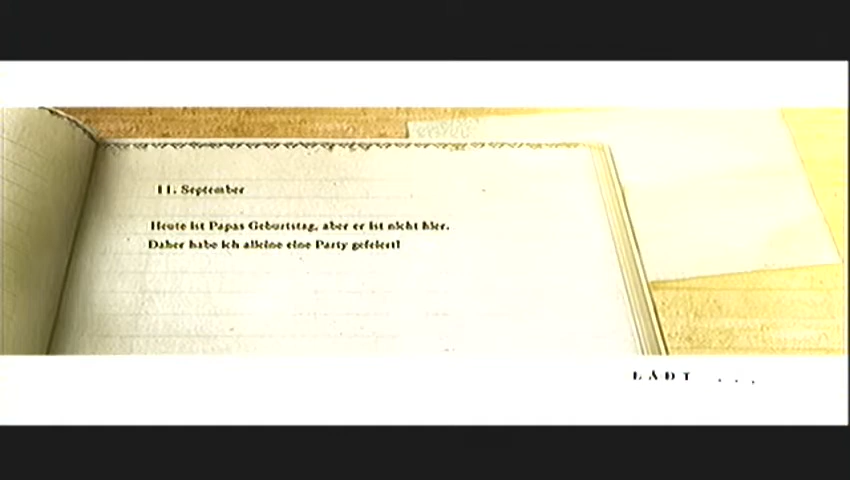 11. September
Heute ist Papas Geburtstag, aber er ist nicht hier.
Daher habe ich alleine eine Party gefeiert!
LÄDT ...